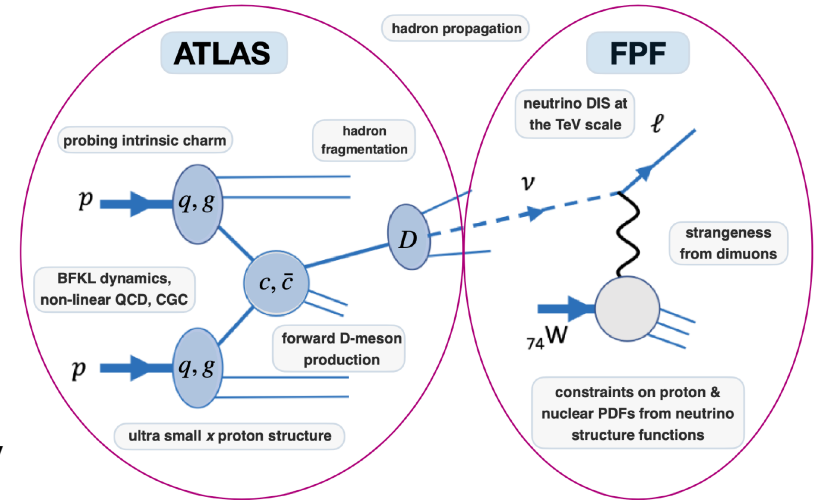 hadron propagation
ATLAS
FPF
neutrino DIS at
the TeV scale
ℓ
probing intrinsic charm
hadron
fragmentation
p
q, g
ν
D
strangeness
from dimuons
BFKL dynamics,
non-linear QCD, CGC
c, c̄
₇₄W
forward D-meson
production
p
q, g
constraints on proton &
nuclear PDFs from neutrino
structure functions
ultra small x proton structure